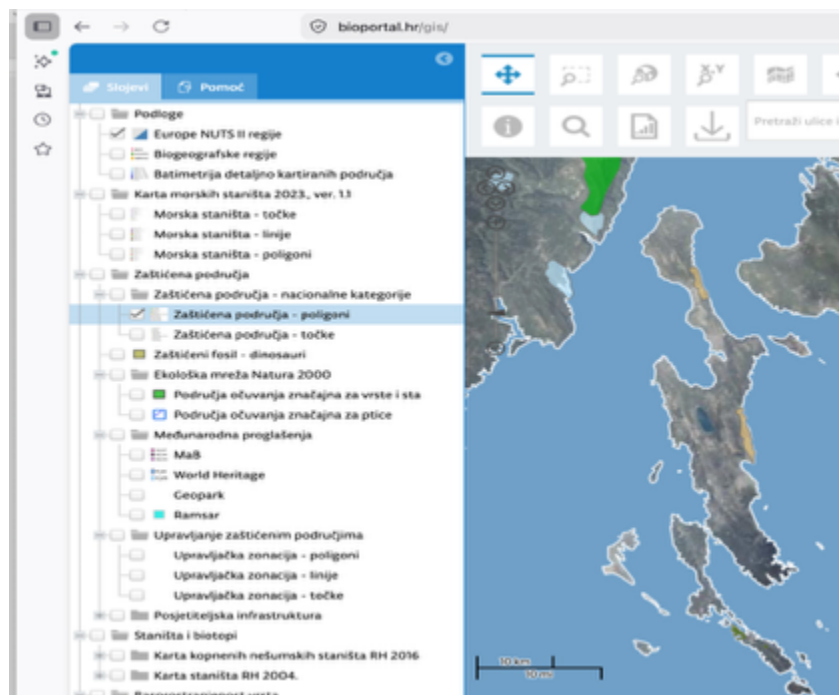 bioportal.hr/gis/
Slojevi Pomoć
Podloge
Europe NUTS II regije
Biogeografske regije
Batimetrija detaljno kartiranih područja
Karta morskih staništa 2023., ver. 1.1
Morska staništa - točke
Morska staništa - linije
Morska staništa - poligoni
Zaštićena područja
Zaštićena područja - nacionalne kategorije
Zaštićena područja - poligoni
Zaštićena područja - točke
Zaštićeni fosil - dinosauri
Ekološka mreža Natura 2000
Područja očuvanja značajna za vrste i sta
Područja očuvanja značajna za ptice
Međunarodna proglašenja
MaB
World Heritage
Geopark
Ramsar
Upravljanje zaštićenim područjima
Upravljačka zonacija - poligoni
Upravljačka zonacija - linije
Upravljačka zonacija - točke
Posjetiteljska infrastruktura
Staništa i biotopi
Karta kopnenih nešumskih staništa RH 2016
Karta staništa RH 2004.
X,Y
Pretraži ulice i
10 km
10 mi